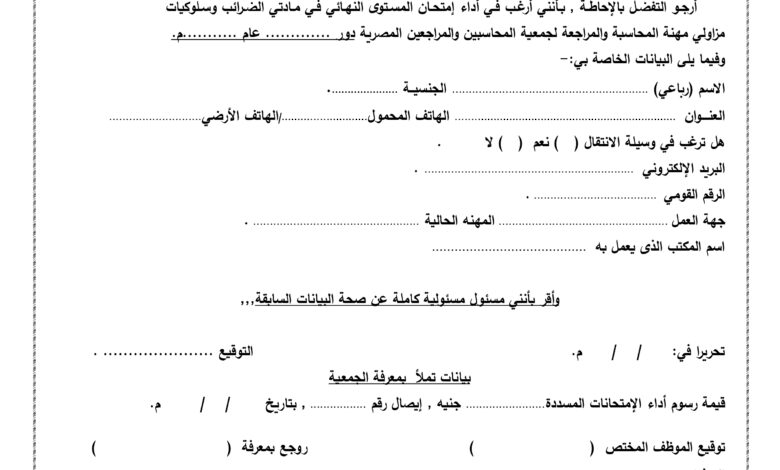 أرجو التفضل بالإحاطة , بأنني أرغب في أداء إمتحان المستوى النهائي في مادتي الضرائب وسلوكيات
مزاولي مهنة المحاسبة والمراجعة لجمعية المحاسبين والمراجعين المصرية دور ............. عام ...........م.
وفيما يلى البيانات الخاصة بي:-
الاسم (رباعي) ............................................................ الجنسية .................... .
العنــوان ............................................................ الهاتف المحمول........................../الهاتف الأرضي............................
هل ترغب في وسيلة الانتقال ( ) نعم ( ) لا .
البريد الإلكتروني ............................................................ .
الرقم القومي ..................................... .
جهة العمل .................................................. المهنه الحالية .................................................. .
اسم المكتب الذى يعمل به .........................................
وأقر بأنني مسئول مسئولية كاملة عن صحة البيانات السابقة,,,
تحريرا في: / / م. التوقيع ...................... .
بيانات تملأ بمعرفة الجمعية
قيمة رسوم أداء الإمتحانات المسددة........................ جنيه , إيصال رقم ................. , بتاريخ / / م.
توقيع الموظف المختص ( ) روجع بمعرفة ( )